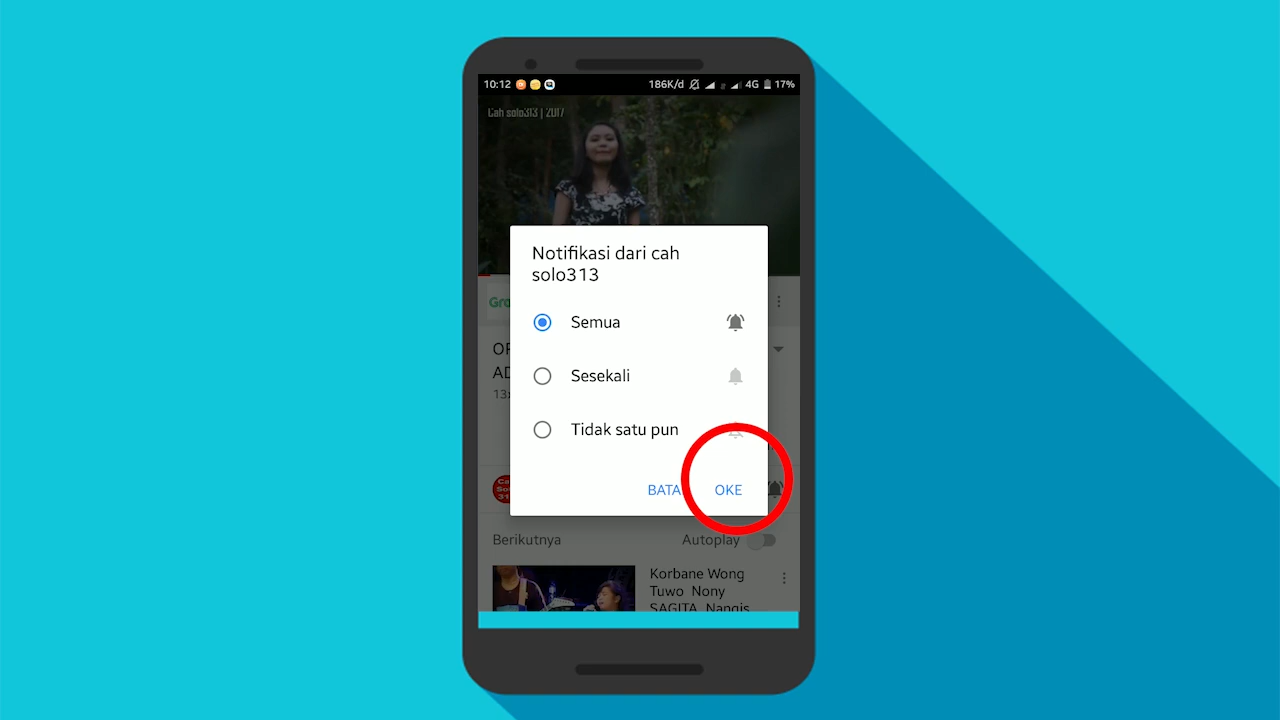 10:12 186K/d 4G 17%
Cah solo313 | 2017
Notifikasi dari cah
solo313
Semua
Sesekali
Tidak satu pun
BATA OKE
Berikutnya Autoplay
Korbane Wong
Tuwo Nony
SAGITA Nangis